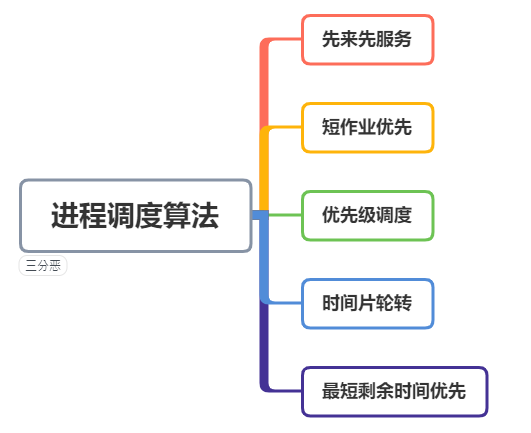 进程调度算法
三分恶
先来先服务
短作业优先
优先级调度
时间片轮转
最短剩余时间优先